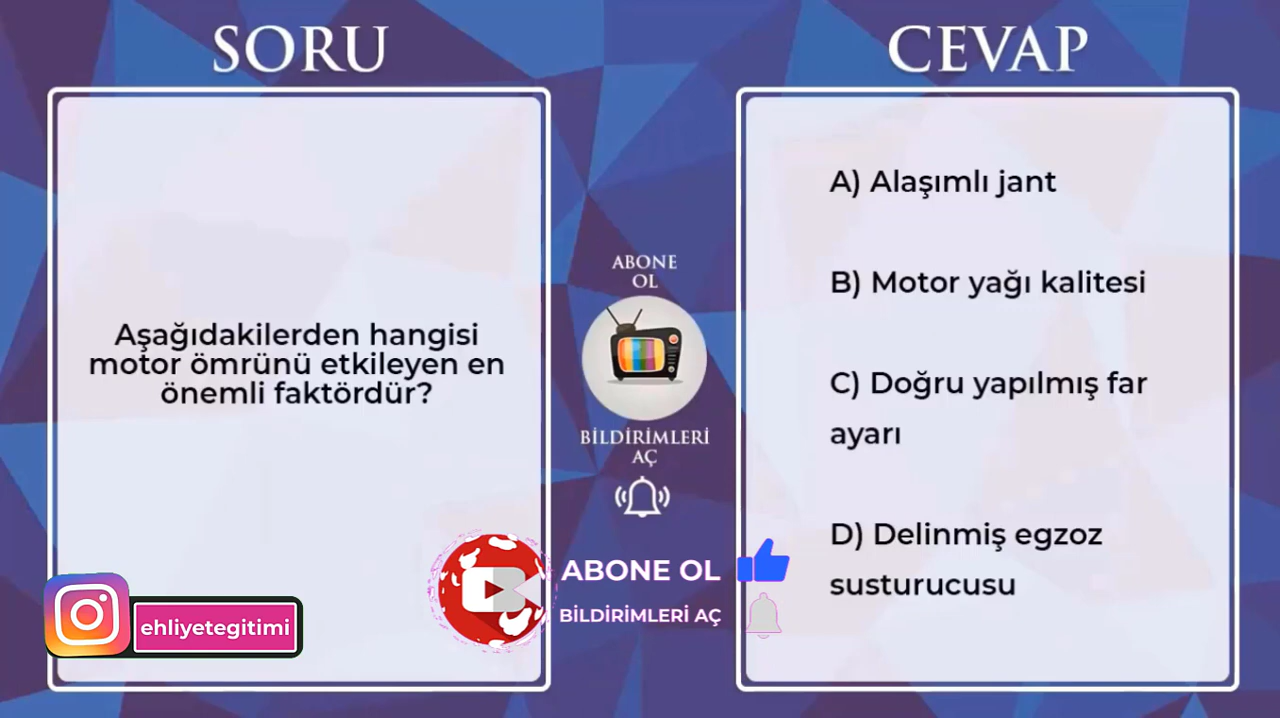 SORU
Aşağıdakilerden hangisi
motor ömrünü etkileyen en
önemli faktördür?
ehliyetegitimi
ABONE
OL
BİLDİRİMLERİ
AÇ
ABONE OL
BİLDİRİMLERİ AÇ
CEVAP
A) Alaşımlı jant
B) Motor yağı kalitesi
C) Doğru yapılmış far
ayarı
D) Delinmiş egzoz
susturucusu